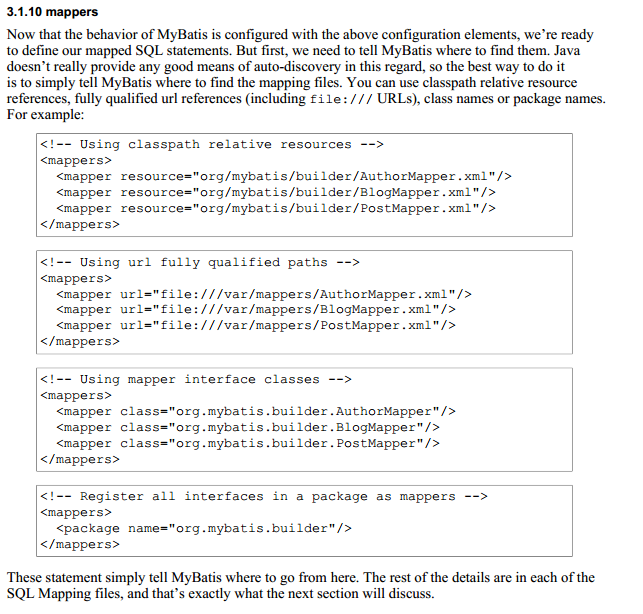 3.1.10 mappers
Now that the behavior of MyBatis is configured with the above configuration elements, we’re ready
to define our mapped SQL statements. But first, we need to tell MyBatis where to find them. Java
doesn’t really provide any good means of auto-discovery in this regard, so the best way to do it
is to simply tell MyBatis where to find the mapping files. You can use classpath relative resource
references, fully qualified url references (including file:/// URLs), class names or package names.
For example:
<!-- Using classpath relative resources -->
<mappers>
  <mapper resource="org/mybatis/builder/AuthorMapper.xml"/>
  <mapper resource="org/mybatis/builder/BlogMapper.xml"/>
  <mapper resource="org/mybatis/builder/PostMapper.xml"/>
</mappers>
<!-- Using url fully qualified paths -->
<mappers>
  <mapper url="file:///var/mappers/AuthorMapper.xml"/>
  <mapper url="file:///var/mappers/BlogMapper.xml"/>
  <mapper url="file:///var/mappers/PostMapper.xml"/>
</mappers>
<!-- Using mapper interface classes -->
<mappers>
  <mapper class="org.mybatis.builder.AuthorMapper"/>
  <mapper class="org.mybatis.builder.BlogMapper"/>
  <mapper class="org.mybatis.builder.PostMapper"/>
</mappers>
<!-- Register all interfaces in a package as mappers -->
<mappers>
  <package name="org.mybatis.builder"/>
</mappers>
These statement simply tell MyBatis where to go from here. The rest of the details are in each of the
SQL Mapping files, and that’s exactly what the next section will discuss.